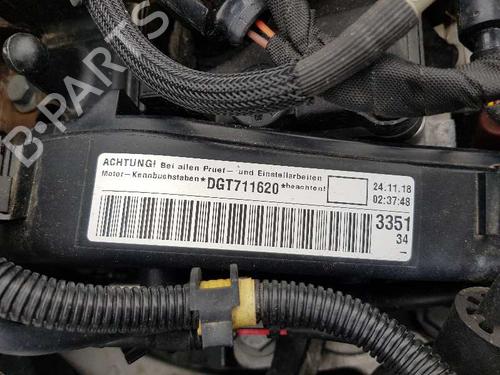 B-PARTS
ACHTUNG! Bei allen Pruef- und Einstellarbeiten
Motor-Kennbuchstaben *DGT711620* beachten!
24.11.18
02:37:48
3351
34
-